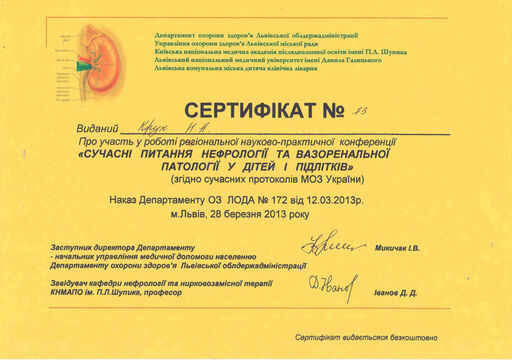 Департамент охорони здоров'я Львівської облдержадміністрації
Управління охорони здоров'я Львівської міської ради
Київська національна медична академія післядипломної освіти імені П.Л. Шупика
Львівський національний медичний університет імені Данила Галицького
Львівська комунальна міська дитяча клінічна лікарня
СЕРТИФІКАТ № 73
Виданий Крук Н. А.
Про участь у роботі регіональної науково-практичної конференції
«СУЧАСНІ ПИТАННЯ НЕФРОЛОГІЇ ТА ВАЗОРЕНАЛЬНОЇ
ПАТОЛОГІЇ У ДІТЕЙ І ПІДЛІТКІВ»
(згідно сучасних протоколів МОЗ України)
Наказ Департаменту ОЗ ЛОДА № 172 від 12.03.2013р.
м.Львів, 28 березня 2013 року
Заступник директора Департаменту
- начальник управління медичної допомоги населенню
Департаменту охорони здоров'я Львівської облдержадміністрації
Микичак І.В.
Завідувач кафедри нефрології та нирковозамісної терапії
КНМАПО ім. П.Л.Шупика, професор
Іванов Д. Д.
Сертифікат видається безкоштовно